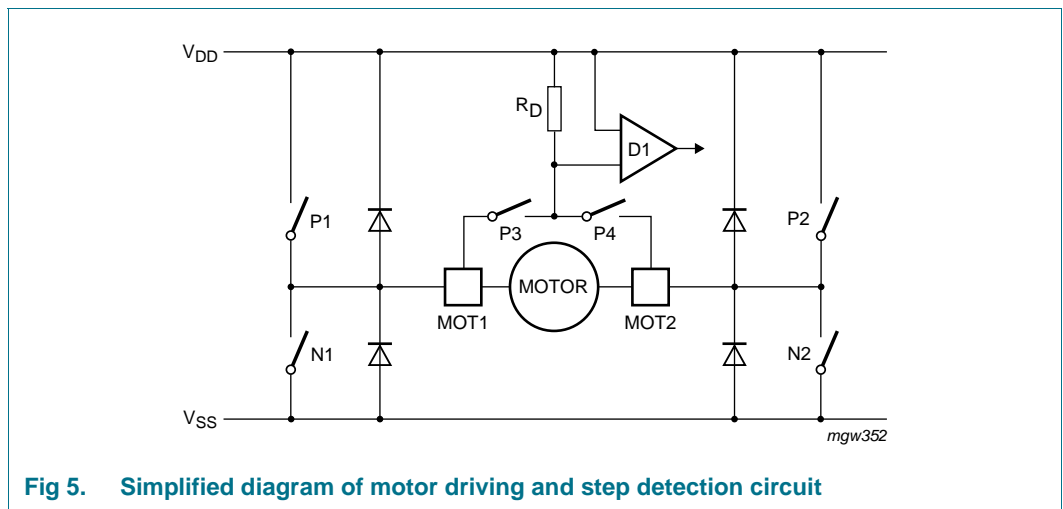 VDD
RD
D1
P1
P3
P4
P2
MOTOR
MOT1
MOT2
N1
N2
VSS
mgw352
Fig 5. Simplified diagram of motor driving and step detection circuit